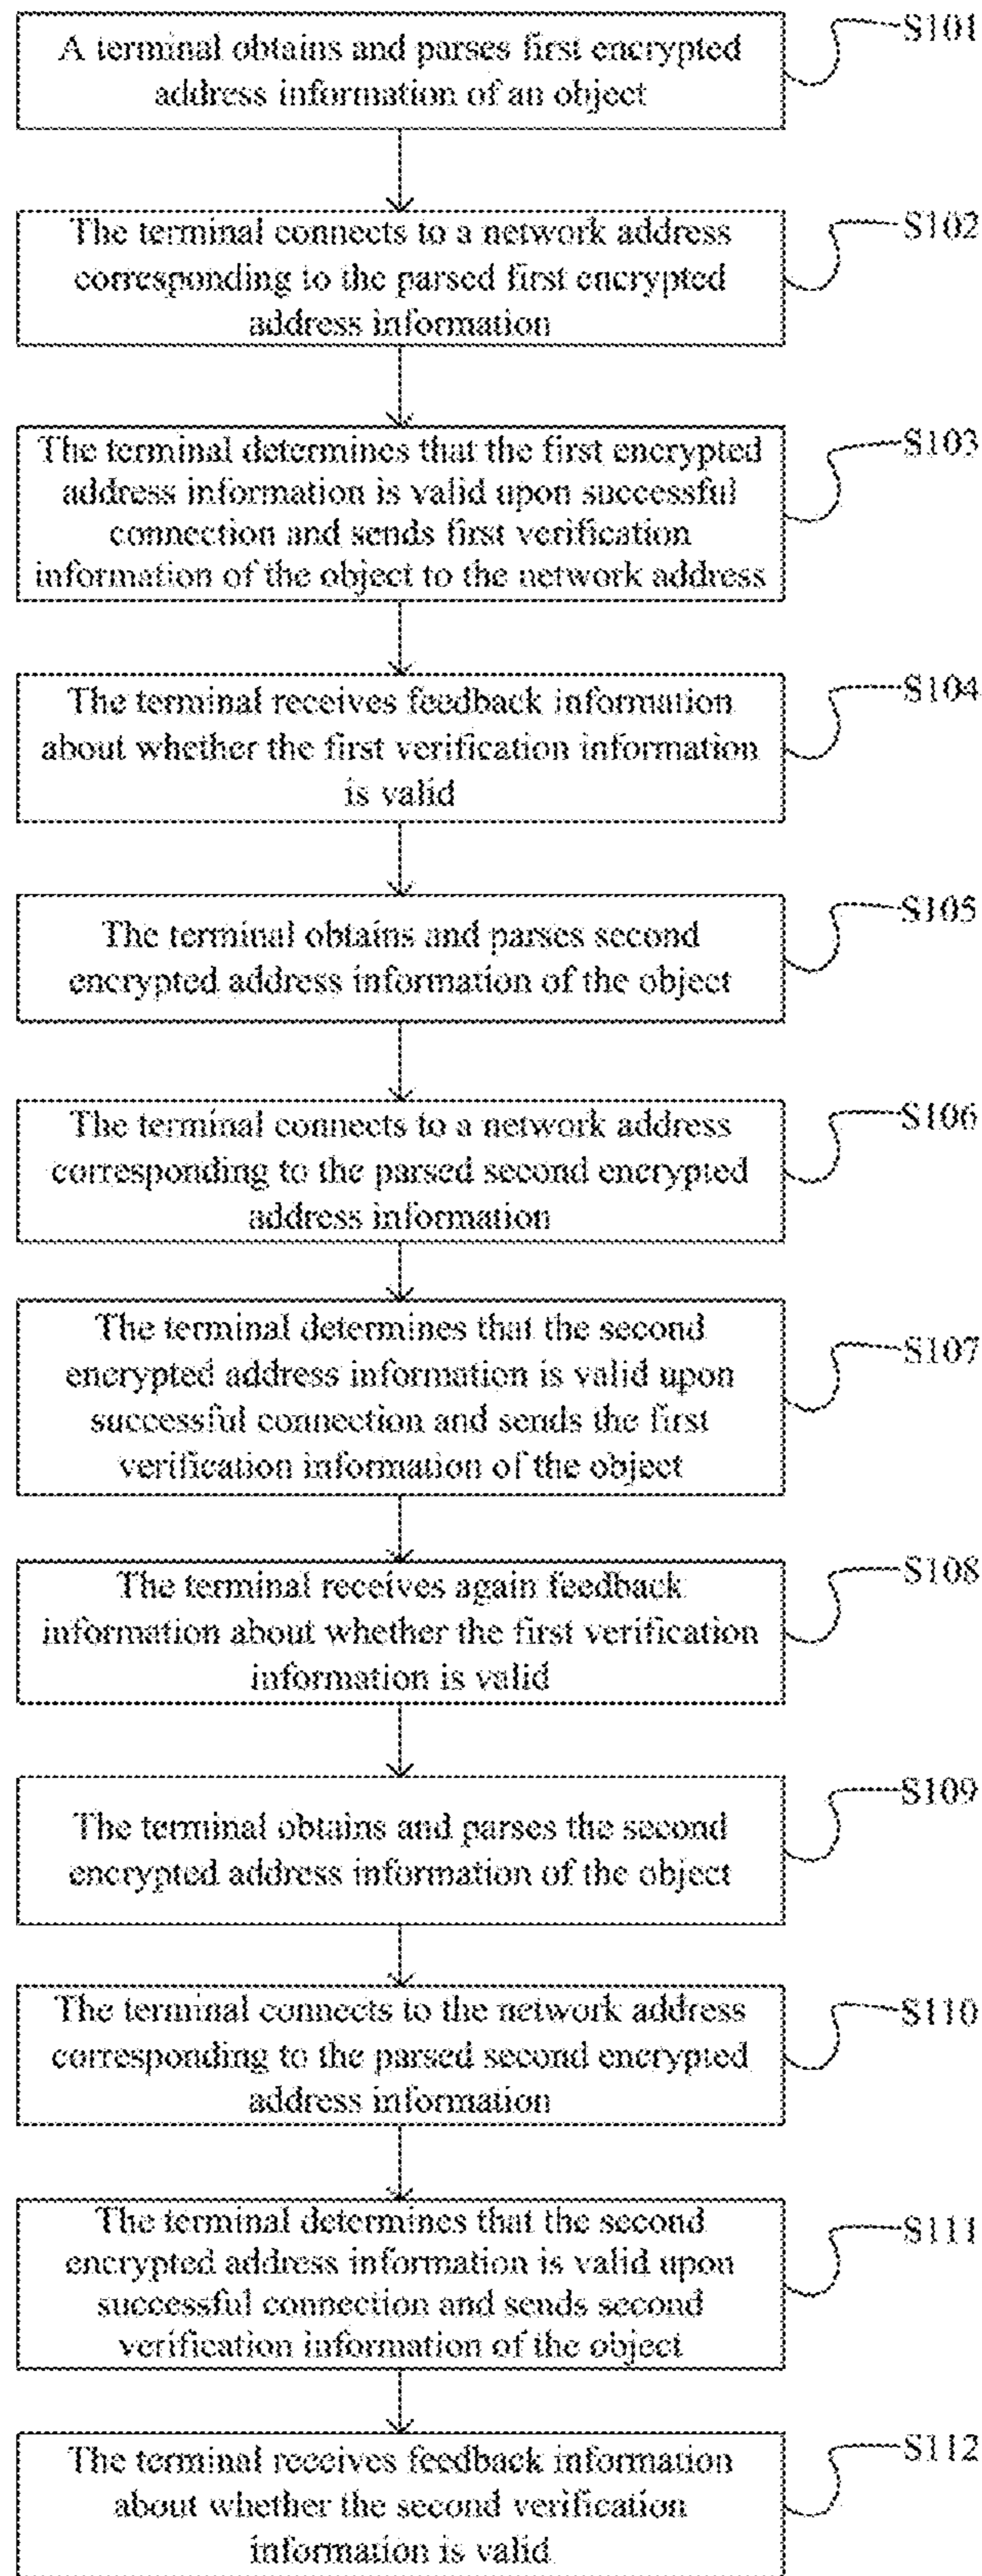 A terminal obtains and parses first encrypted
address information of an object
S101
The terminal connects to a network address
corresponding to the parsed first encrypted
address information
S102
The terminal determines that the first encrypted
address information is valid upon successful
connection and sends first verification
information of the object to the network address
S103
The terminal receives feedback information
about whether the first verification information
is valid
S104
The terminal obtains and parses second
encrypted address information of the object
S105
The terminal connects to a network address
corresponding to the parsed second encrypted
address information
S106
The terminal determines that the second
encrypted address information is valid upon
successful connection and sends the first
verification information of the object
S107
The terminal receives again feedback
information about whether the first verification
information is valid
S108
The terminal obtains and parses the second
encrypted address information of the object
S109
The terminal connects to the network address
corresponding to the parsed second encrypted
address information
S110
The terminal determines that the second
encrypted address information is valid upon
successful connection and sends second
verification information of the object
S111
The terminal receives feedback information
about whether the second verification
information is valid
S112